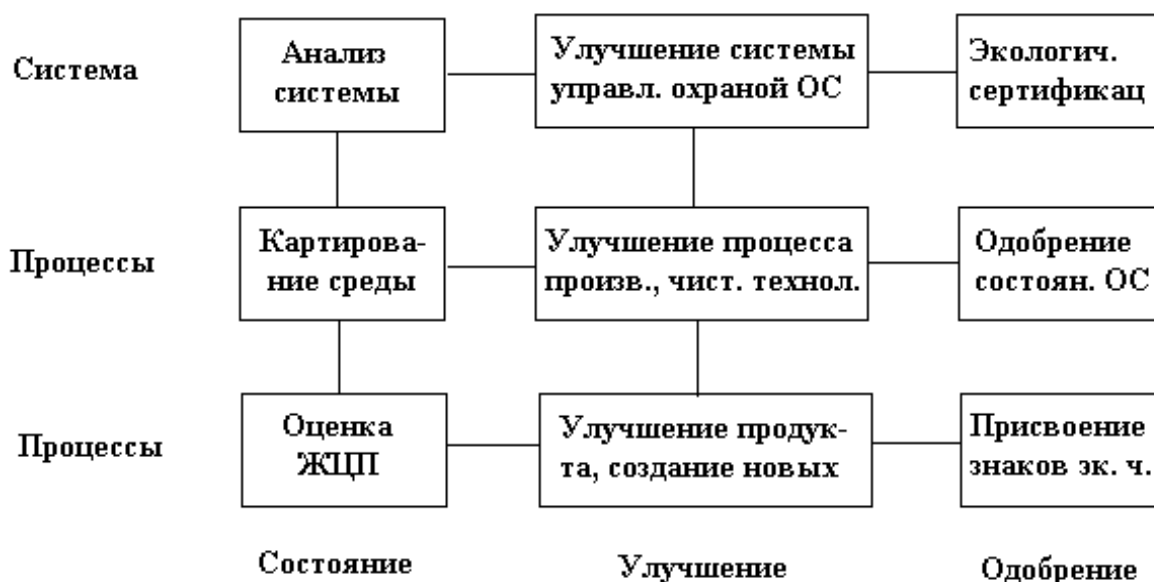 Система
Анализ
системы
Улучшение системы
управл. охраной ОС
Экологич.
сертификац
Процессы
Картирова-
ние среды
Улучшение процесса
произв., чист. технол.
Одобрение
состоян. ОС
Процессы
Оценка
ЖЦП
Улучшение продук-
та, создание новых
Присвоение
знаков эк. ч.
Состояние
Улучшение
Одобрение